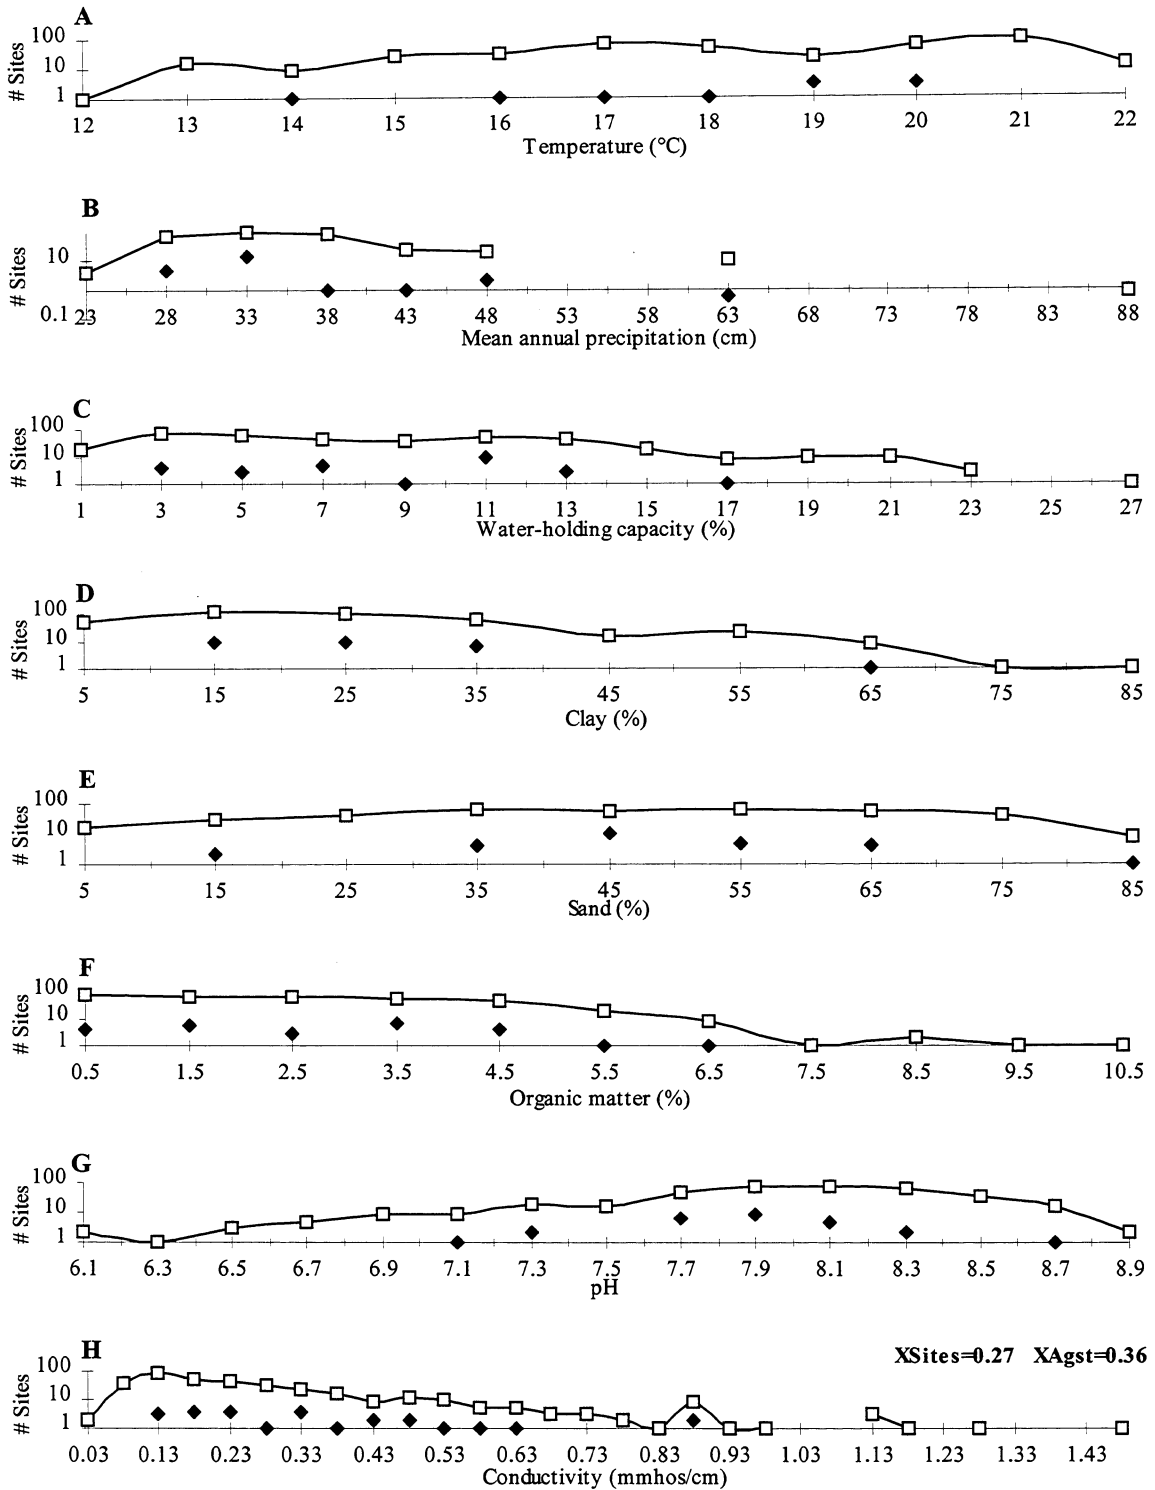 A
# Sites
100
10
1
12 13 14 15 16 17 18 19 20 21 22
Temperature (°C)
B
# Sites
10
0.1
23 28 33 38 43 48 53 58 63 68 73 78 83 88
Mean annual precipitation (cm)
C
# Sites
100
10
1
1 3 5 7 9 11 13 15 17 19 21 23 25 27
Water-holding capacity (%)
D
# Sites
100
10
1
5 15 25 35 45 55 65 75 85
Clay (%)
E
# Sites
100
10
1
5 15 25 35 45 55 65 75 85
Sand (%)
F
# Sites
100
10
1
0.5 1.5 2.5 3.5 4.5 5.5 6.5 7.5 8.5 9.5 10.5
Organic matter (%)
G
# Sites
100
10
1
6.1 6.3 6.5 6.7 6.9 7.1 7.3 7.5 7.7 7.9 8.1 8.3 8.5 8.7 8.9
pH
H
XSites=0.27 XAgst=0.36
# Sites
100
10
1
0.03 0.13 0.23 0.33 0.43 0.53 0.63 0.73 0.83 0.93 1.03 1.13 1.23 1.33 1.43
Conductivity (mmhos/cm)